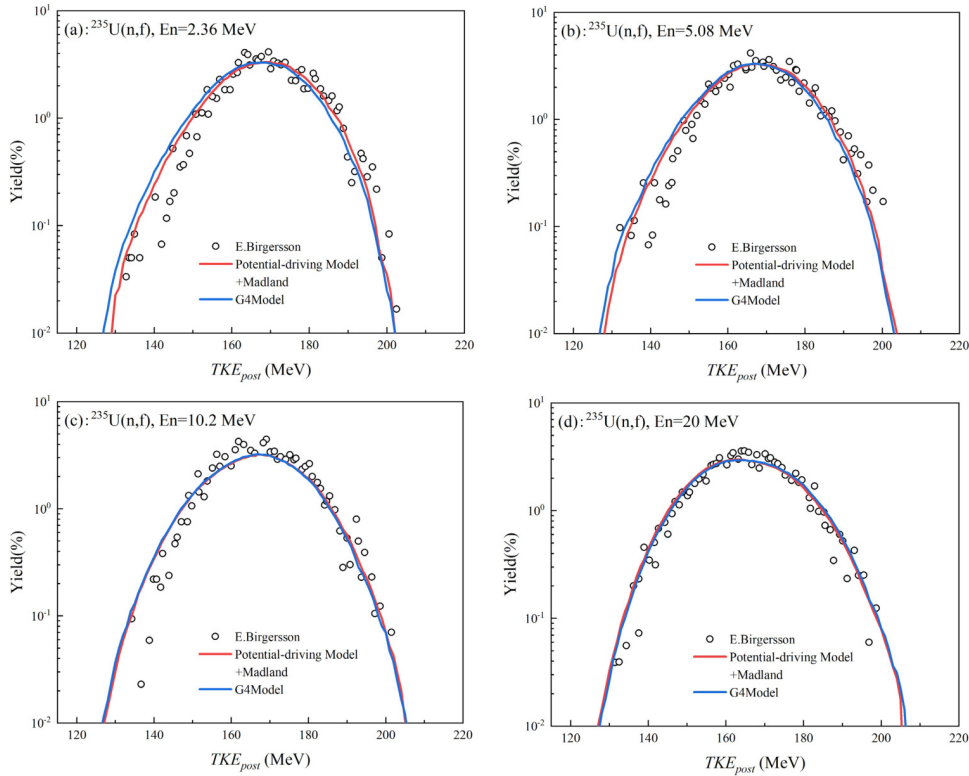 (a): ²³⁵U(n,f), En=2.36 MeV
10¹
10⁰
10⁻¹
10⁻²
Yield(%)
E.Birgersson
Potential-driving Model
+Madland
G4Model
120 140 160 180 200 220
TKE_post (MeV)
(b): ²³⁵U(n,f), En=5.08 MeV
10¹
10⁰
10⁻¹
10⁻²
Yield(%)
E.Birgersson
Potential-driving Model
+Madland
G4Model
120 140 160 180 200 220
TKE_post (MeV)
(c): ²³⁵U(n,f), En=10.2 MeV
10¹
10⁰
10⁻¹
10⁻²
Yield(%)
E.Birgersson
Potential-driving Model
+Madland
G4Model
120 140 160 180 200 220
TKE_post (MeV)
(d): ²³⁵U(n,f), En=20 MeV
10¹
10⁰
10⁻¹
10⁻²
Yield(%)
E.Birgersson
Potential-driving Model
+Madland
G4Model
120 140 160 180 200 220
TKE_post (MeV)